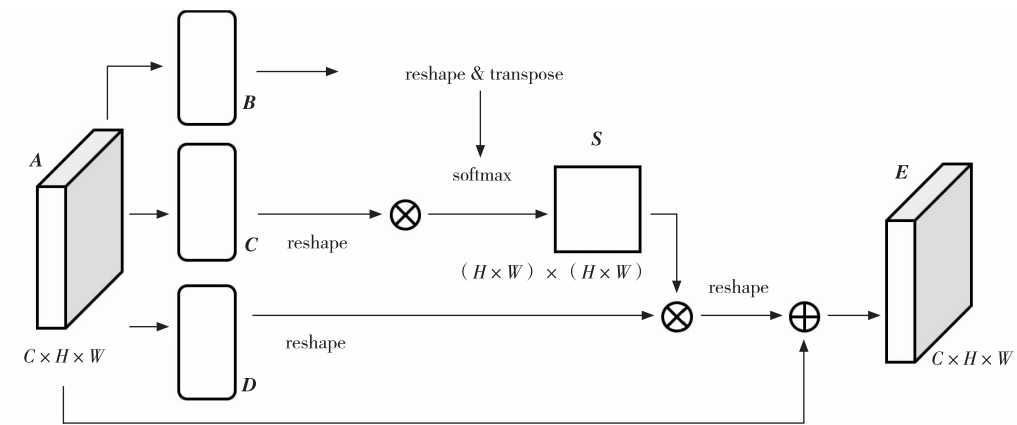 reshape & transpose
B
A
S
softmax
E
C
reshape
(H×W) × (H×W)
reshape
reshape
C×H×W
C×H×W
D